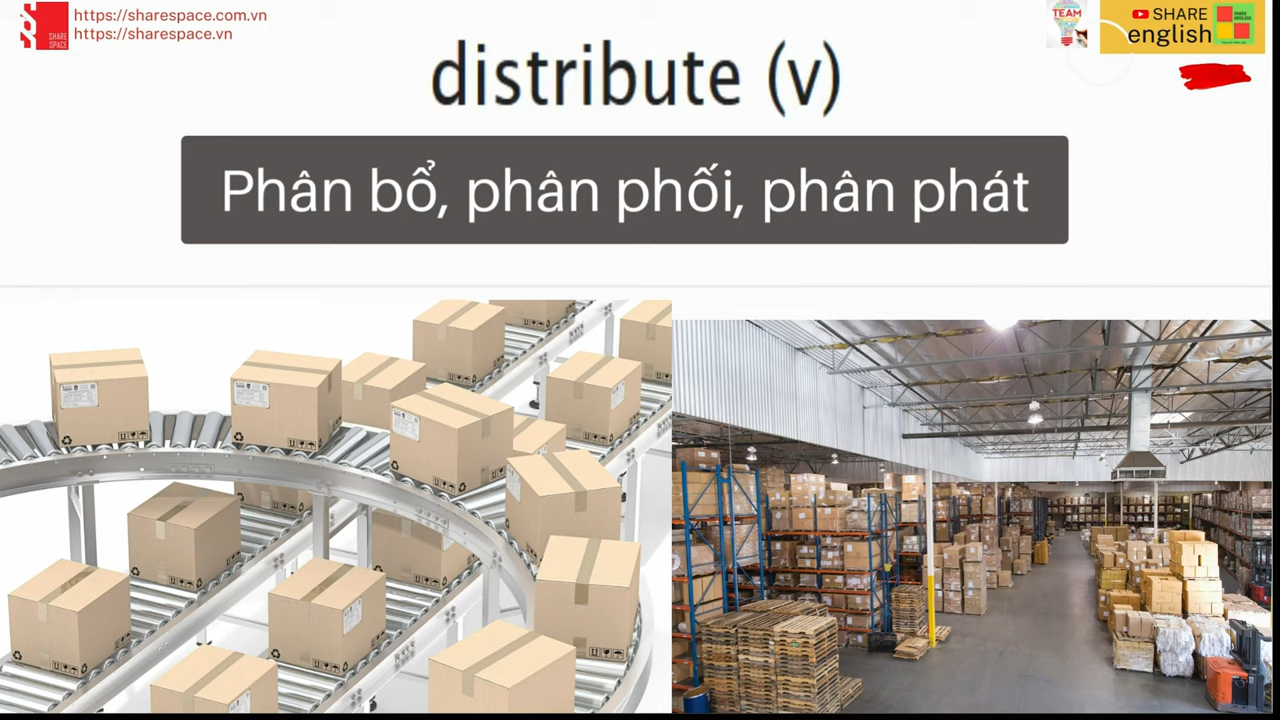 https://sharespace.com.vn
https://sharespace.vn
SHARE
SPACE
TEAM
SHARE
english
distribute (v)
Phân bổ, phân phối, phân phát